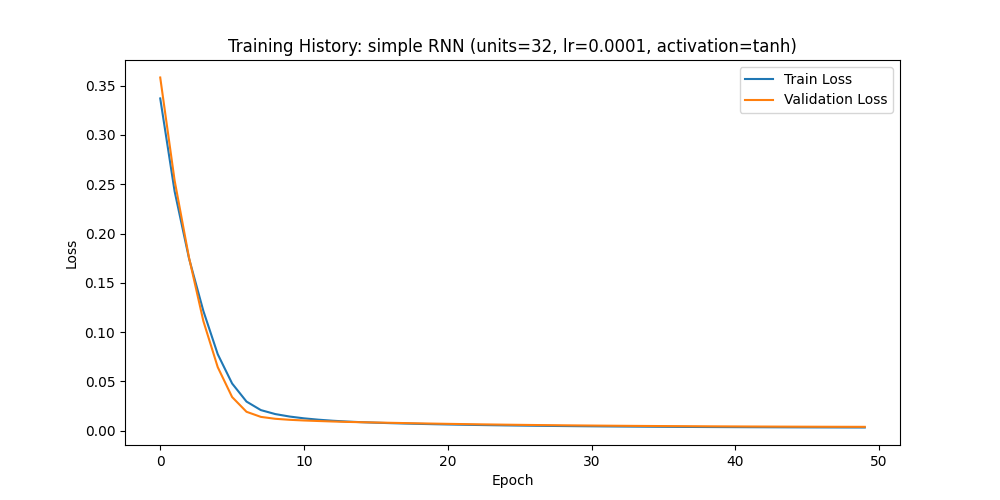 Training History: simple RNN (units=32, lr=0.0001, activation=tanh)
Train Loss
Validation Loss
0.35
0.30
0.25
0.20
0.15
0.10
0.05
0.00
Loss
0 10 20 30 40 50
Epoch